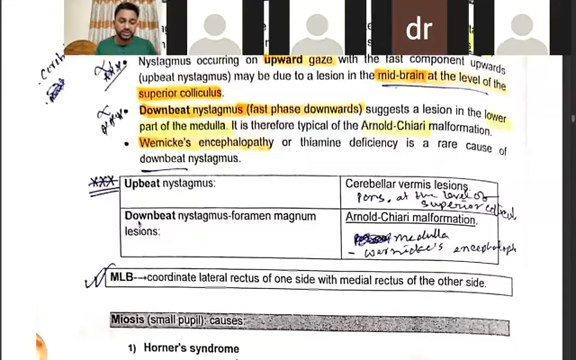 dr
Nystagmus occurring on upward gaze with the fast component upwards
(upbeat nystagmus) may be due to a lesion in the mid-brain at the level of the
superior colliculus.
• Downbeat nystagmus (fast phase downwards) suggests a lesion in the lower
part of the medulla. It is therefore typical of the Arnold-Chiari malformation.
• Wernicke's encephalopathy or thiamine deficiency is a rare cause of
downbeat nystagmus.
Upbeat nystagmus:
Cerebellar vermis lesions.
pons, at the level of
superior
Downbeat nystagmus-foramen magnum
lesions:
Arnold-Chiari malformation.
medulla
- wernicke's encephaloph
MLB→coordinate lateral rectus of one side with medial rectus of the other side.
Miosis (small pupil): causes:
1) Horner's syndrome